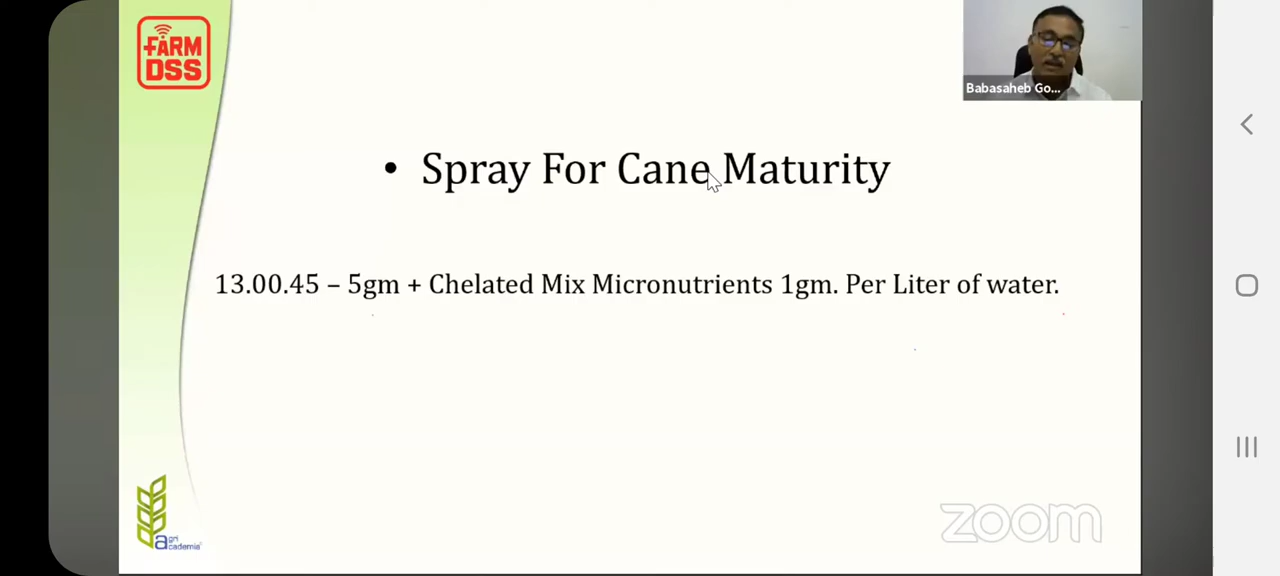 FARM
DSS
Babasaheb Go...
• Spray For Cane Maturity
13.00.45 – 5gm + Chelated Mix Micronutrients 1gm. Per Liter of water.
agri
academia
zoom